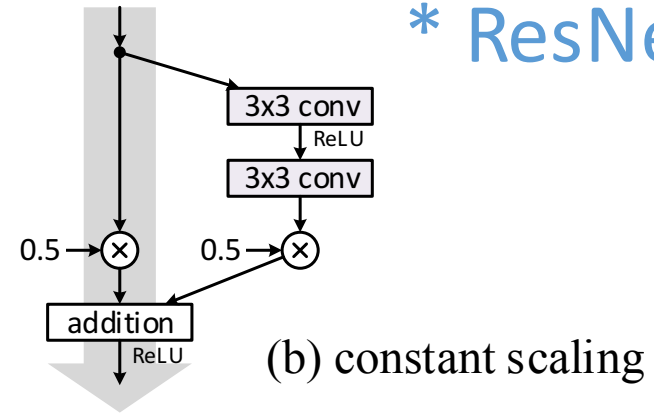 * ResNe
3x3 conv
ReLU
3x3 conv
0.5
0.5
addition
ReLU
(b) constant scaling